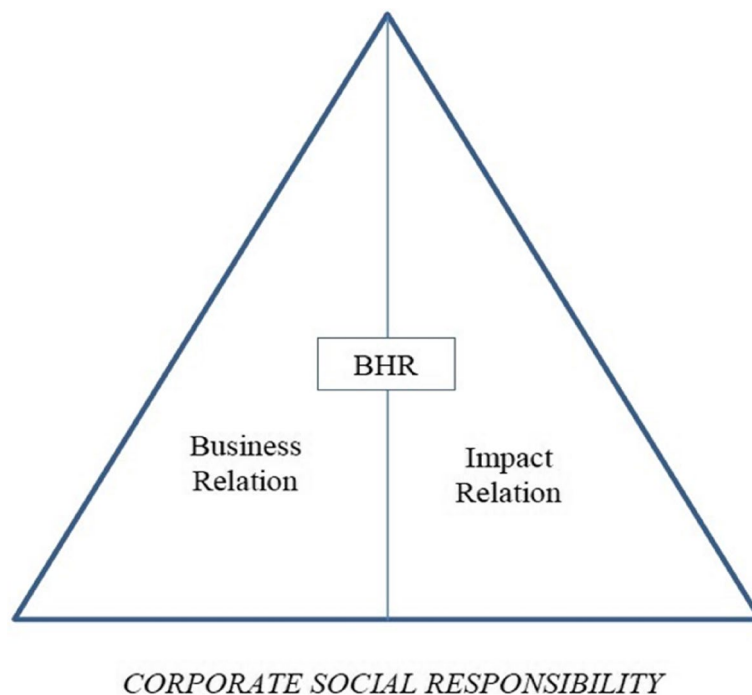 BHR
Business
Relation
Impact
Relation
CORPORATE SOCIAL RESPONSIBILITY